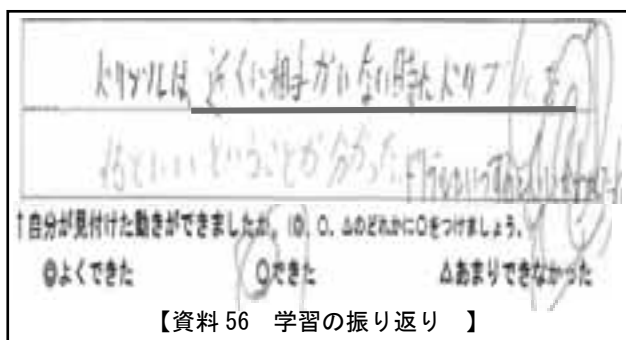 ドリブルは、近くに相手がいない時にドリブルを
やるといいということが分かった。
↑自分が見付けた動きができましたか。◎、○、△のどれかに○をつけましょう。
◎よくできた ○できた △あまりできなかった
【資料56 学習の振り返り 】